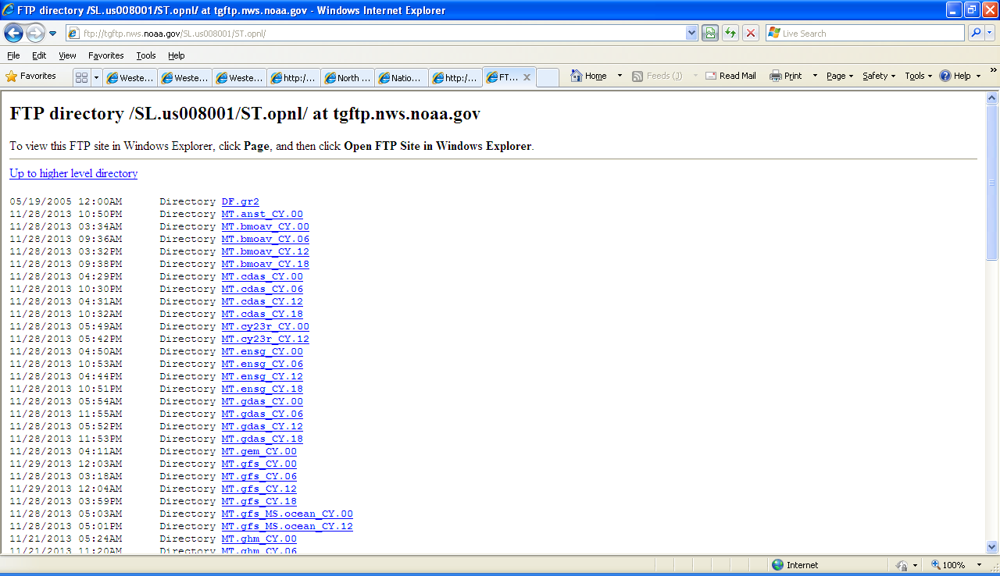 FTP directory /SL.us008001/ST.opnl/ at tgftp.nws.noaa.gov - Windows Internet Explorer
ftp://tgftp.nws.noaa.gov/SL.us008001/ST.opnl/
Live Search
File Edit View Favorites Tools Help
Favorites Weste... Weste... Weste... http:/... North ... Natio... http:/... FT... Home Feeds (J) Read Mail Print Page Safety Tools Help »
FTP directory /SL.us008001/ST.opnl/ at tgftp.nws.noaa.gov
To view this FTP site in Windows Explorer, click Page, and then click Open FTP Site in Windows Explorer.
Up to higher level directory
05/19/2005 12:00AM Directory DF.gr2
11/28/2013 10:50PM Directory MT.anst_CY.00
11/28/2013 03:34AM Directory MT.bmoav_CY.00
11/28/2013 09:36AM Directory MT.bmoav_CY.06
11/28/2013 03:32PM Directory MT.bmoav_CY.12
11/28/2013 09:38PM Directory MT.bmoav_CY.18
11/28/2013 04:29PM Directory MT.cdas_CY.00
11/28/2013 10:30PM Directory MT.cdas_CY.06
11/28/2013 04:31AM Directory MT.cdas_CY.12
11/28/2013 10:32AM Directory MT.cdas_CY.18
11/28/2013 05:49AM Directory MT.cy23r_CY.00
11/28/2013 05:42PM Directory MT.cy23r_CY.12
11/28/2013 04:50AM Directory MT.ensg_CY.00
11/28/2013 10:53AM Directory MT.ensg_CY.06
11/28/2013 04:44PM Directory MT.ensg_CY.12
11/28/2013 10:51PM Directory MT.ensg_CY.18
11/28/2013 05:54AM Directory MT.gdas_CY.00
11/28/2013 11:55AM Directory MT.gdas_CY.06
11/28/2013 05:52PM Directory MT.gdas_CY.12
11/28/2013 11:53PM Directory MT.gdas_CY.18
11/28/2013 04:11AM Directory MT.gem_CY.00
11/29/2013 12:03AM Directory MT.gfs_CY.00
11/28/2013 03:18AM Directory MT.gfs_CY.06
11/29/2013 12:04AM Directory MT.gfs_CY.12
11/28/2013 03:59PM Directory MT.gfs_CY.18
11/28/2013 05:03AM Directory MT.gfs_MS.ocean_CY.00
11/28/2013 05:01PM Directory MT.gfs_MS.ocean_CY.12
11/21/2013 05:24AM Directory MT.ghm_CY.00
11/21/2013 11:20AM Directory MT.ghm_CY.06
Internet 100%